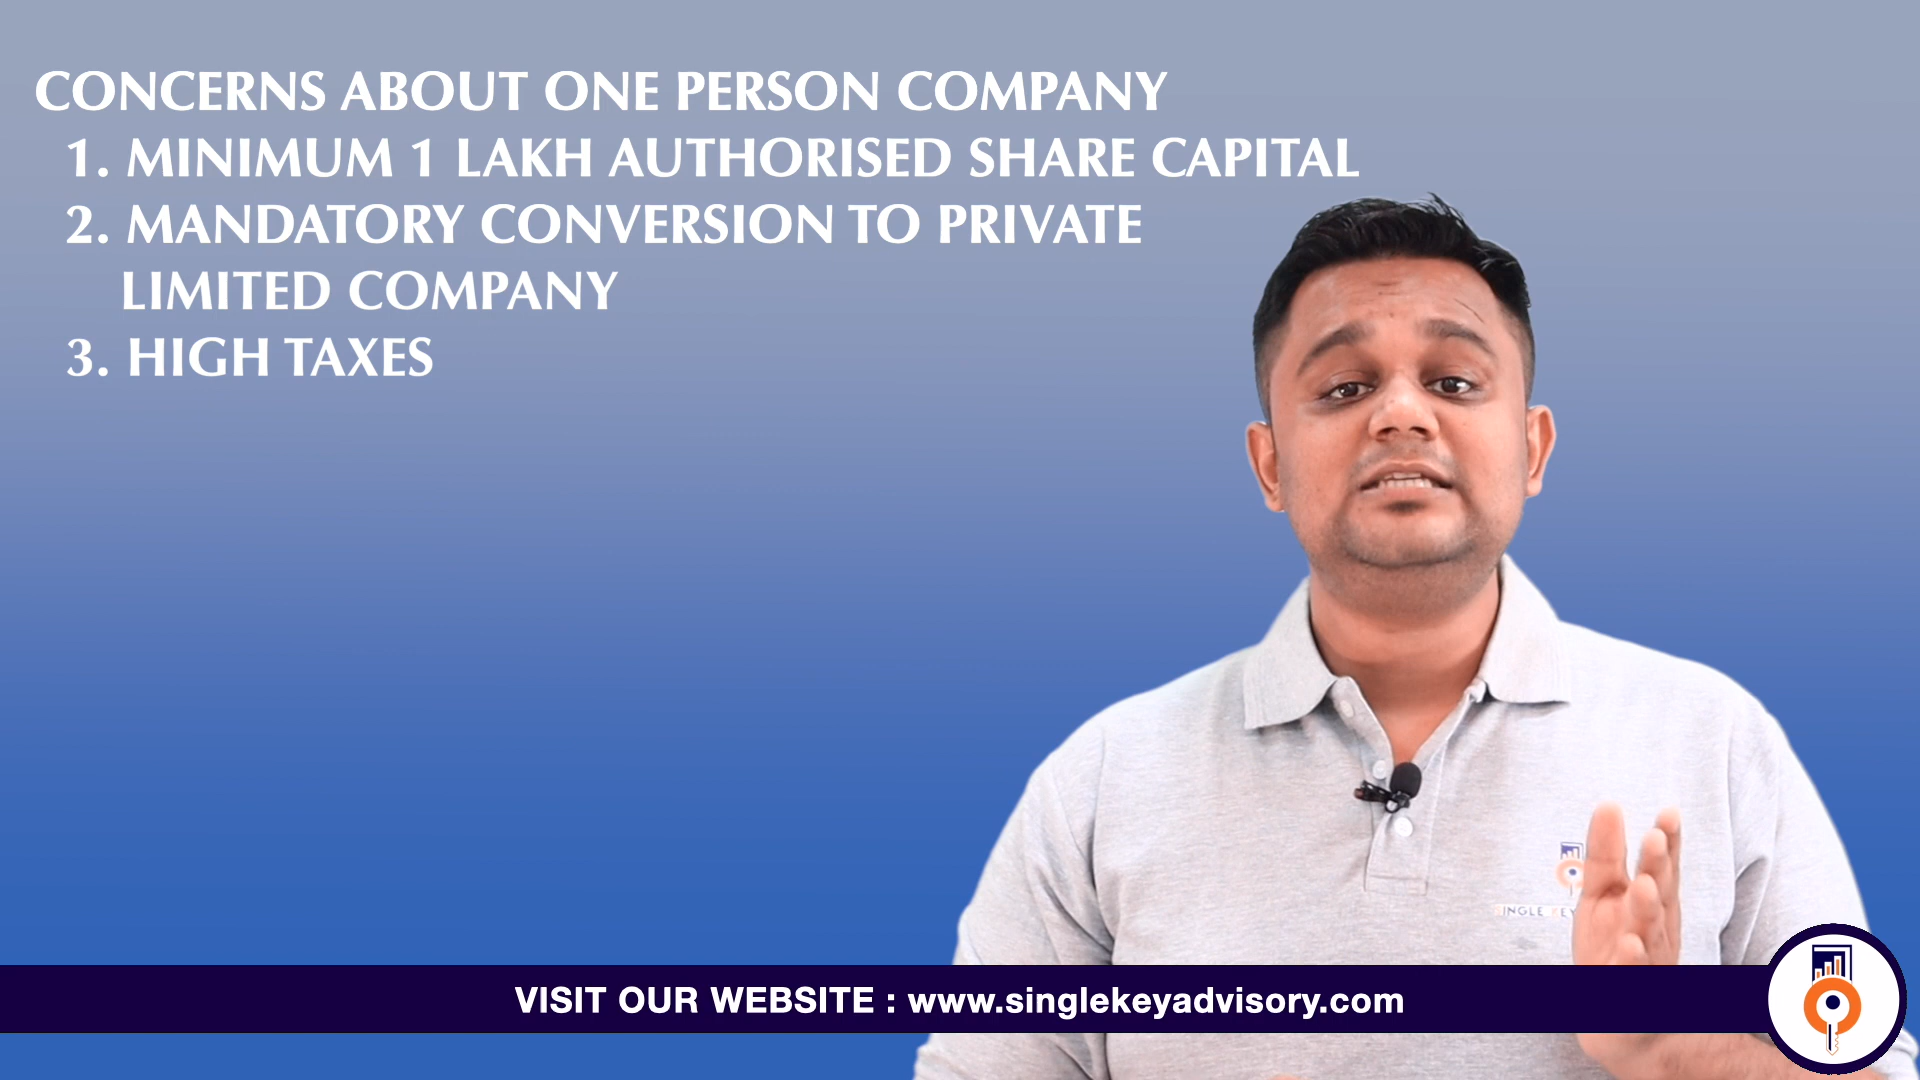 CONCERNS ABOUT ONE PERSON COMPANY
1. MINIMUM 1 LAKH AUTHORISED SHARE CAPITAL
2. MANDATORY CONVERSION TO PRIVATE
LIMITED COMPANY
3. HIGH TAXES
VISIT OUR WEBSITE : www.singlekeyadvisory.com